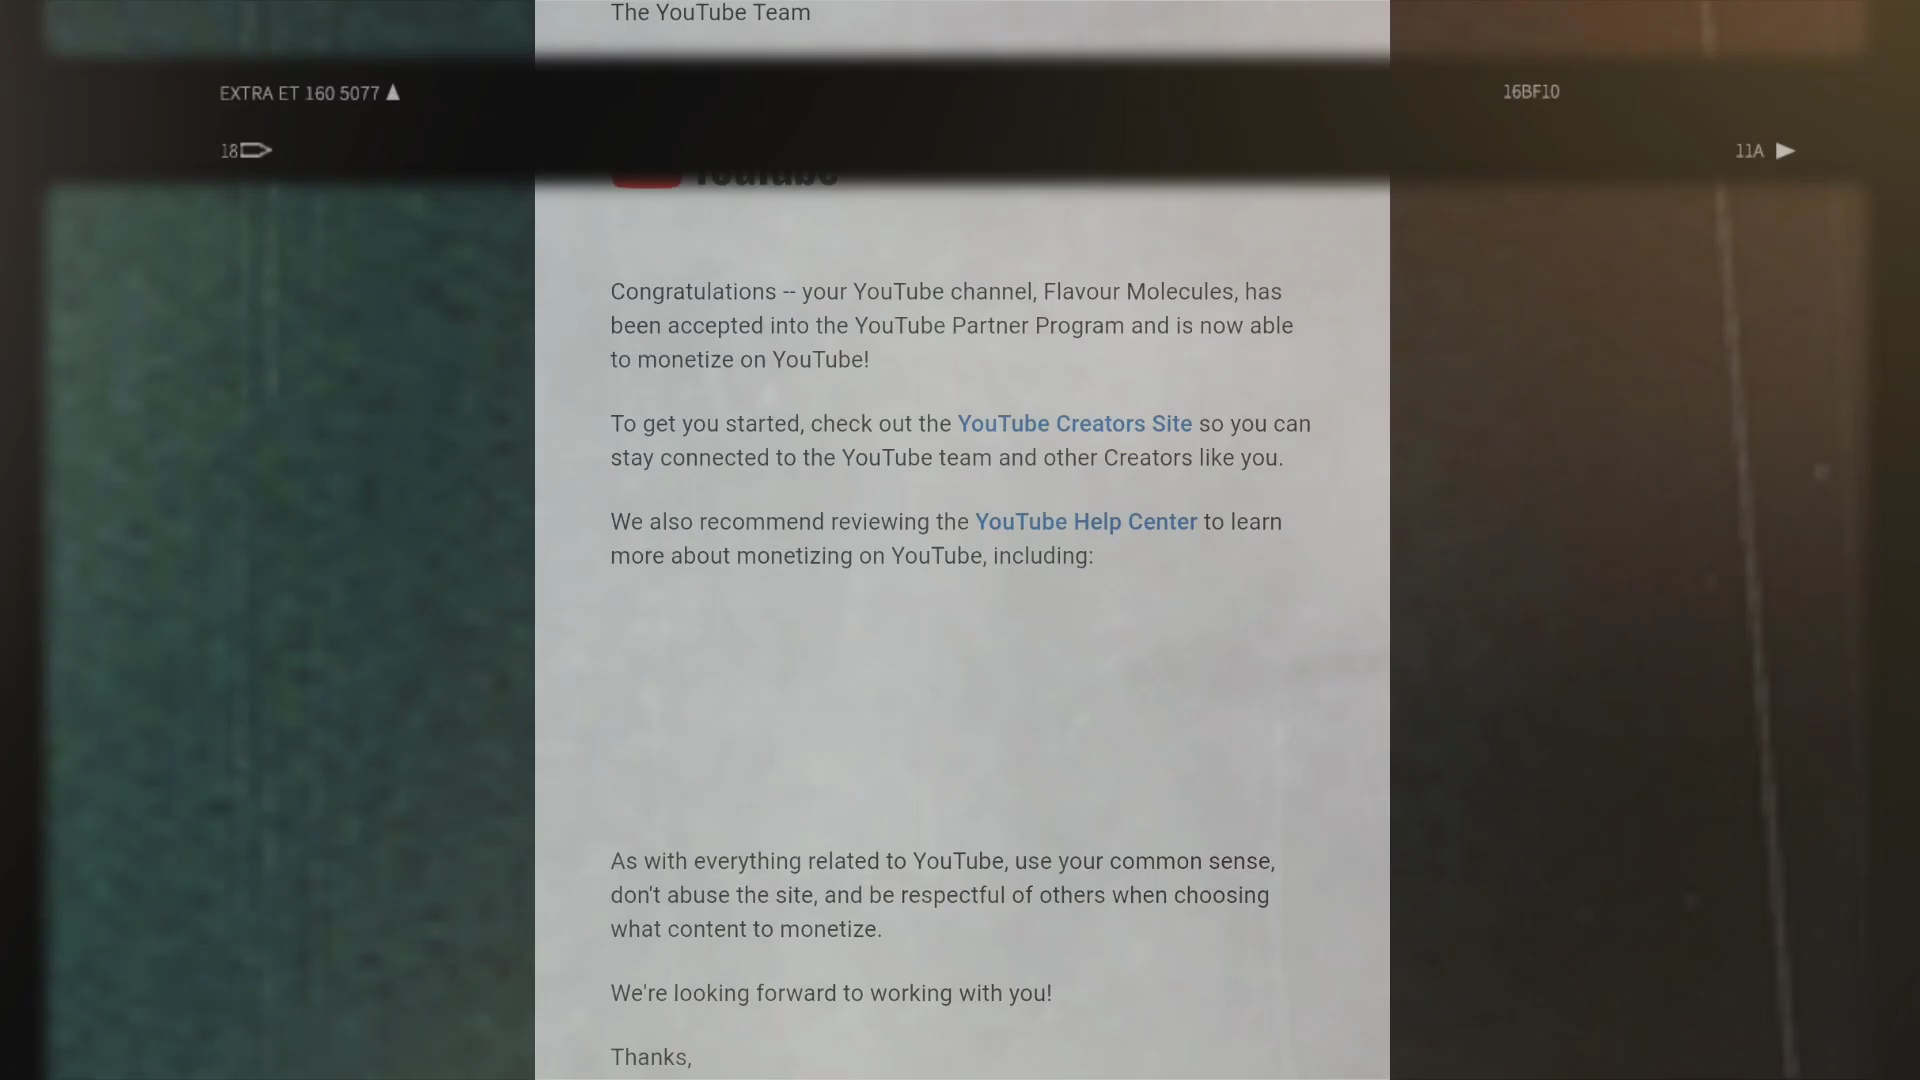 The YouTube Team
EXTRA ET 160 5077
16BF10
18
11A
YouTube
Congratulations -- your YouTube channel, Flavour Molecules, has
been accepted into the YouTube Partner Program and is now able
to monetize on YouTube!
To get you started, check out the YouTube Creators Site so you can
stay connected to the YouTube team and other Creators like you.
We also recommend reviewing the YouTube Help Center to learn
more about monetizing on YouTube, including:
As with everything related to YouTube, use your common sense,
don't abuse the site, and be respectful of others when choosing
what content to monetize.
We're looking forward to working with you!
Thanks,